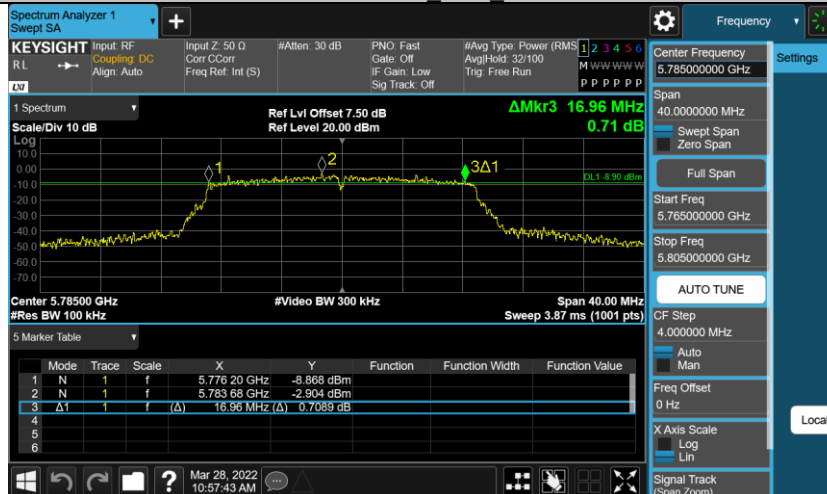 Spectrum Analyzer 1
Swept SA
+
Frequency
KEYSIGHT
RL
LXI
Input: RF
Coupling: DC
Align: Auto
Input Z: 50 Ω
Corr CCorr
Freq Ref: Int (S)
#Atten: 30 dB
PNO: Fast
Gate: Off
IF Gain: Low
Sig Track: Off
#Avg Type: Power (RMS
Avg|Hold: 32/100
Trig: Free Run
1 2 3 4 5 6
M W W W W W
P P P P P P
1 Spectrum
Scale/Div 10 dB
Ref Lvl Offset 7.50 dB
Ref Level 20.00 dBm
ΔMkr3 16.96 MHz
0.71 dB
Log
10.0
0.00
-10.0
-20.0
-30.0
-40.0
-50.0
-60.0
-70.0
1
2
3Δ1
DL1 -8.90 dBm
Center 5.78500 GHz
#Video BW 300 kHz
Span 40.00 MHz
#Res BW 100 kHz
Sweep 3.87 ms (1001 pts)
5 Marker Table
Mode Trace Scale X Y Function Function Width Function Value
1 N 1 f 5.776 20 GHz -8.868 dBm
2 N 1 f 5.783 68 GHz -2.904 dBm
3 Δ1 1 f (Δ) 16.96 MHz (Δ) 0.7089 dB
4
5
6
?
Mar 28, 2022
10:57:43 AM
Center Frequency
5.785000000 GHz
Span
40.0000000 MHz
Swept Span
Zero Span
Full Span
Start Freq
5.765000000 GHz
Stop Freq
5.805000000 GHz
AUTO TUNE
CF Step
4.000000 MHz
Auto
Man
Freq Offset
0 Hz
X Axis Scale
Log
Lin
Signal Track
(Span Zoom)
Settings
Local